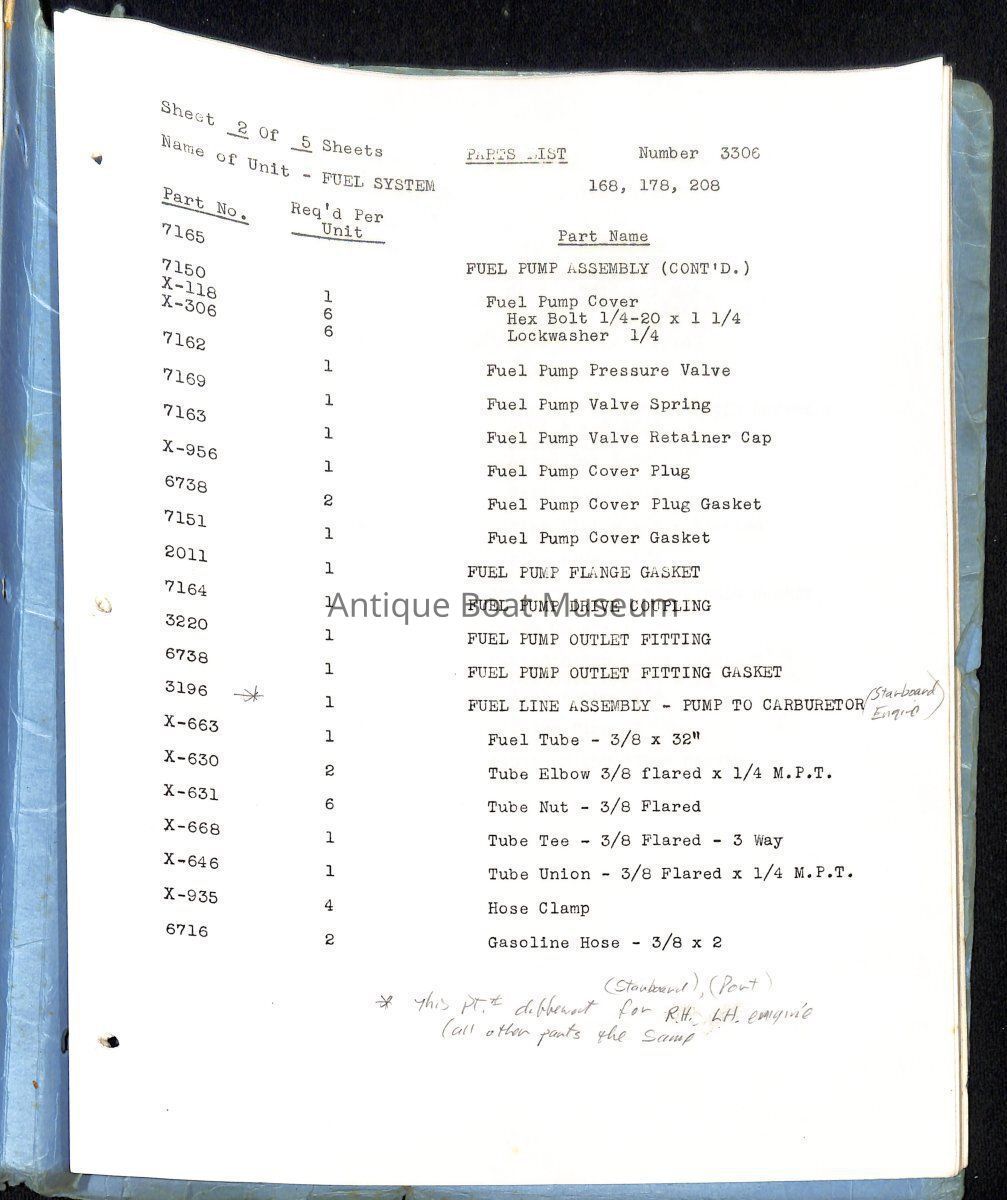 Sheet 2 Of 5 Sheets PARTS LIST Number 3306
Name of Unit - FUEL SYSTEM 168, 178, 208
Part No. Req'd Per Unit Part Name
7165 FUEL PUMP ASSEMBLY (CONT'D.)
7150 1 Fuel Pump Cover
X-118 6 Hex Bolt 1/4-20 x 1 1/4
X-306 6 Lockwasher 1/4
7162 1 Fuel Pump Pressure Valve
7169 1 Fuel Pump Valve Spring
7163 1 Fuel Pump Valve Retainer Cap
X-956 1 Fuel Pump Cover Plug
6738 2 Fuel Pump Cover Plug Gasket
7151 1 Fuel Pump Cover Gasket
2011 1 FUEL PUMP FLANGE GASKET
7164 1 FUEL PUMP DRIVE COUPLING
Antique Boat Museum
3220 1 FUEL PUMP OUTLET FITTING
6738 1 FUEL PUMP OUTLET FITTING GASKET
3196 * 1 FUEL LINE ASSEMBLY - PUMP TO CARBURETOR (Starboard Engine)
X-663 1 Fuel Tube - 3/8 x 32"
X-630 2 Tube Elbow 3/8 flared x 1/4 M.P.T.
X-631 6 Tube Nut - 3/8 Flared
X-668 1 Tube Tee - 3/8 Flared - 3 Way
X-646 1 Tube Union - 3/8 Flared x 1/4 M.P.T.
X-935 4 Hose Clamp
6716 2 Gasoline Hose - 3/8 x 2
(Starboard), (Port)
* This pt.# different for R.H. L.H. engine
(all other parts the same